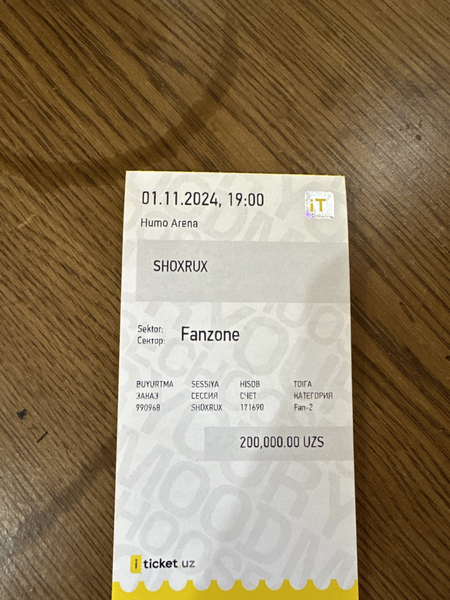 01.11.2024, 19:00
iT
Humo Arena
SHOXRUX
Sektor:
Сектор:
Fanzone
BUYURTMA SESSIYA HISOB TOIFA
ЗАКАЗ СЕССИЯ СЧЕТ КАТЕГОРИЯ
990968 SHOXRUX 171690 Fan-2
200,000.00 UZS
i ticket.uz